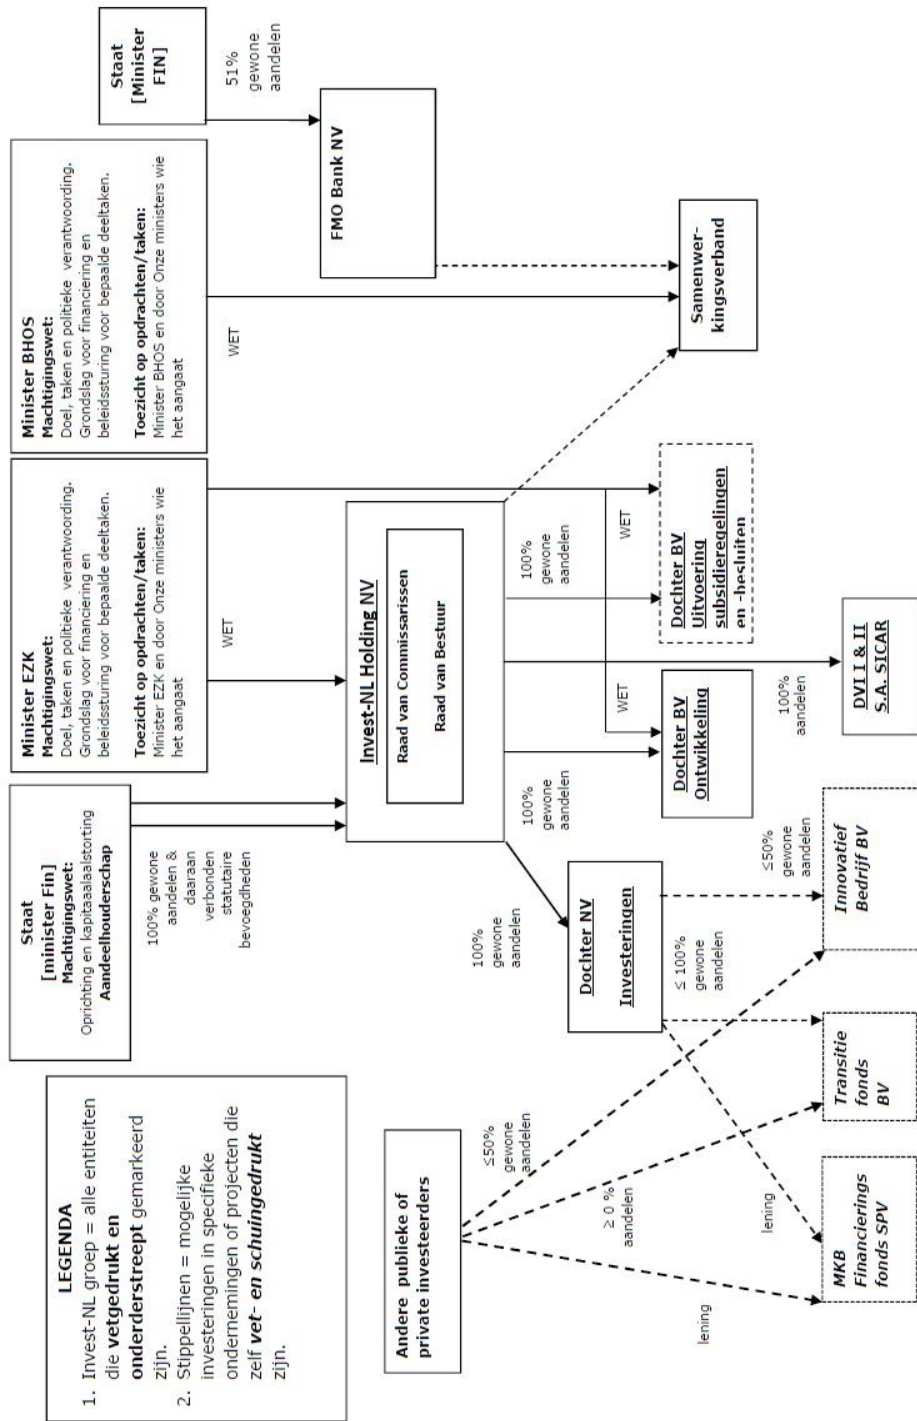 LEGENDA
1. Invest-NL groep = alle entiteiten
die vetgedrukt en
onderstreept gemarkeerd
zijn.
2. Stippellijnen = mogelijke
investeringen in specifieke
ondernemingen of projecten die
zelf vet- en schuingedrukt
zijn.
Staat
[minister Fin]
Machtigingswet:
Oprichting en kapitaaalaalstorting
Aandeelhouderschap
Minister EZK
Machtigingswet:
Doel, taken en politieke verantwoording.
Grondslag voor financiering en
beleidssturing voor bepaalde deeltaken.
Toezicht op opdrachten/taken:
Minister EZK en door Onze ministers wie
het aangaat
Minister BHOS
Machtigingswet:
Doel, taken en politieke verantwoording.
Grondslag voor financiering en
beleidssturing voor bepaalde deeltaken.
Toezicht op opdrachten/taken:
Minister BHOS en door Onze ministers wie
het aangaat
Staat
[Minister
FIN]
100% gewone
aandelen &
daaraan
verbonden
statutaire
bevoegdheden
WET
WET
51%
gewone
aandelen
Andere publieke of
private investeerders
Invest-NL Holding NV
Raad van Commissarissen
Raad van Bestuur
FMO Bank NV
100%
gewone
aandelen
100%
gewone
aandelen
100%
gewone
aandelen
≤50%
gewone
aandelen
≥ 0 %
aandelen
lening
lening
Dochter NV
Investeringen
≤ 100%
gewone
aandelen
≤50%
gewone
aandelen
WET
WET
Dochter BV
Ontwikkeling
Dochter BV
Uitvoering
subsidieregelingen
en -besluiten
Samenwer-
kingsverband
100%
aandelen
MKB
Financierings
fonds SPV
Transitie
fonds
BV
Innovatief
Bedrijf BV
DVI I & II
S.A. SICAR